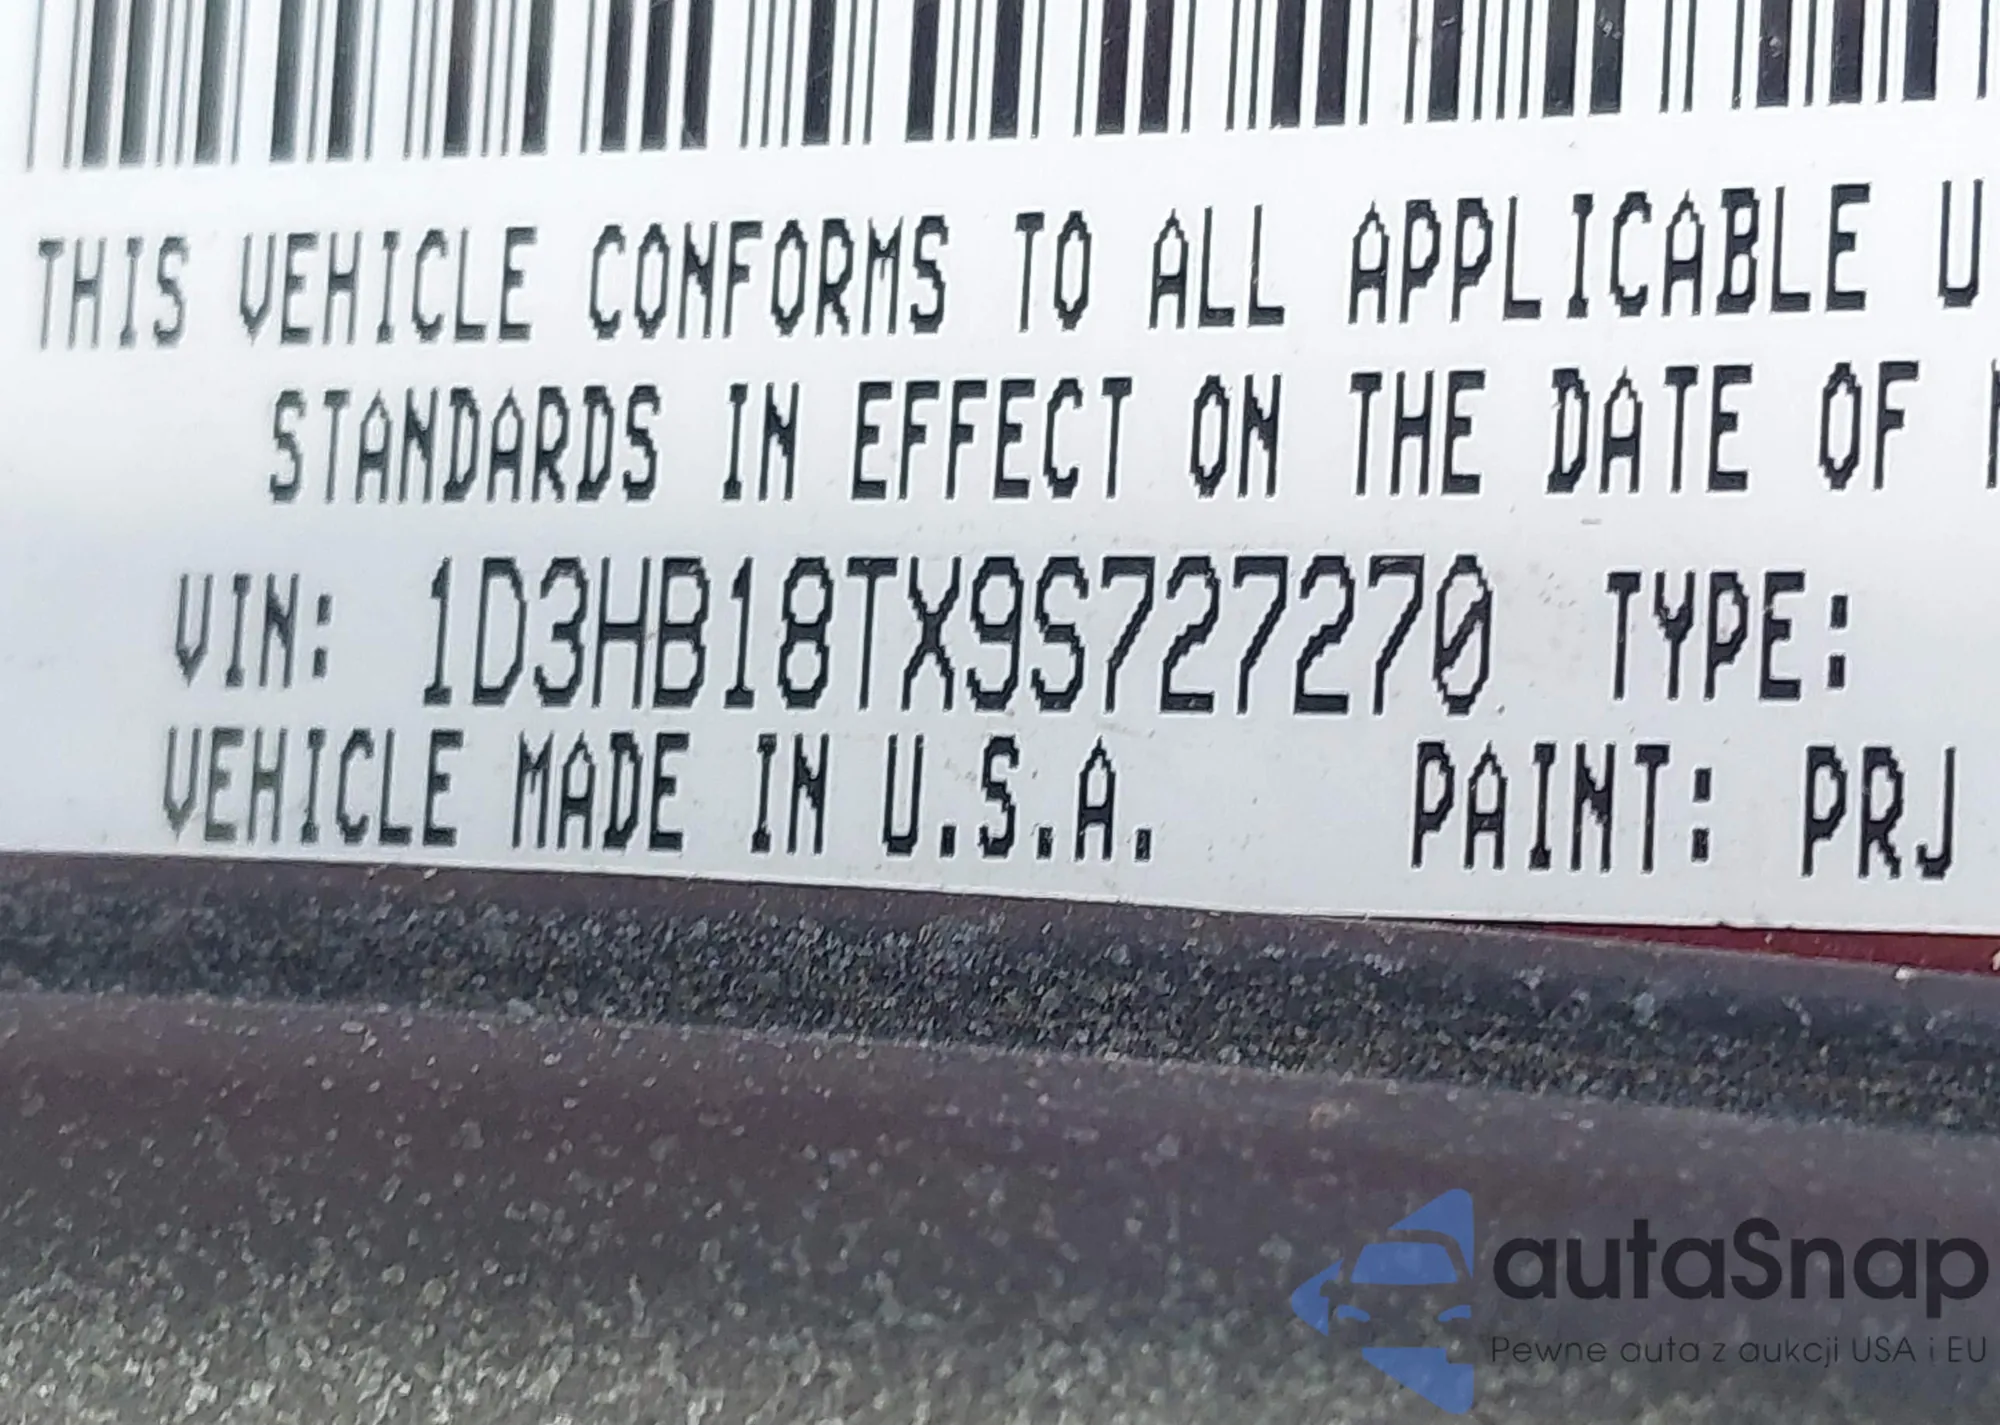 THIS VEHICLE CONFORMS TO ALL APPLICABLE U
STANDARDS IN EFFECT ON THE DATE OF
VIN: 1D3HB18TX9S727270 TYPE:
VEHICLE MADE IN U.S.A. PAINT: PRJ
autaSnap
Pewne auta z aukcji USA i EU